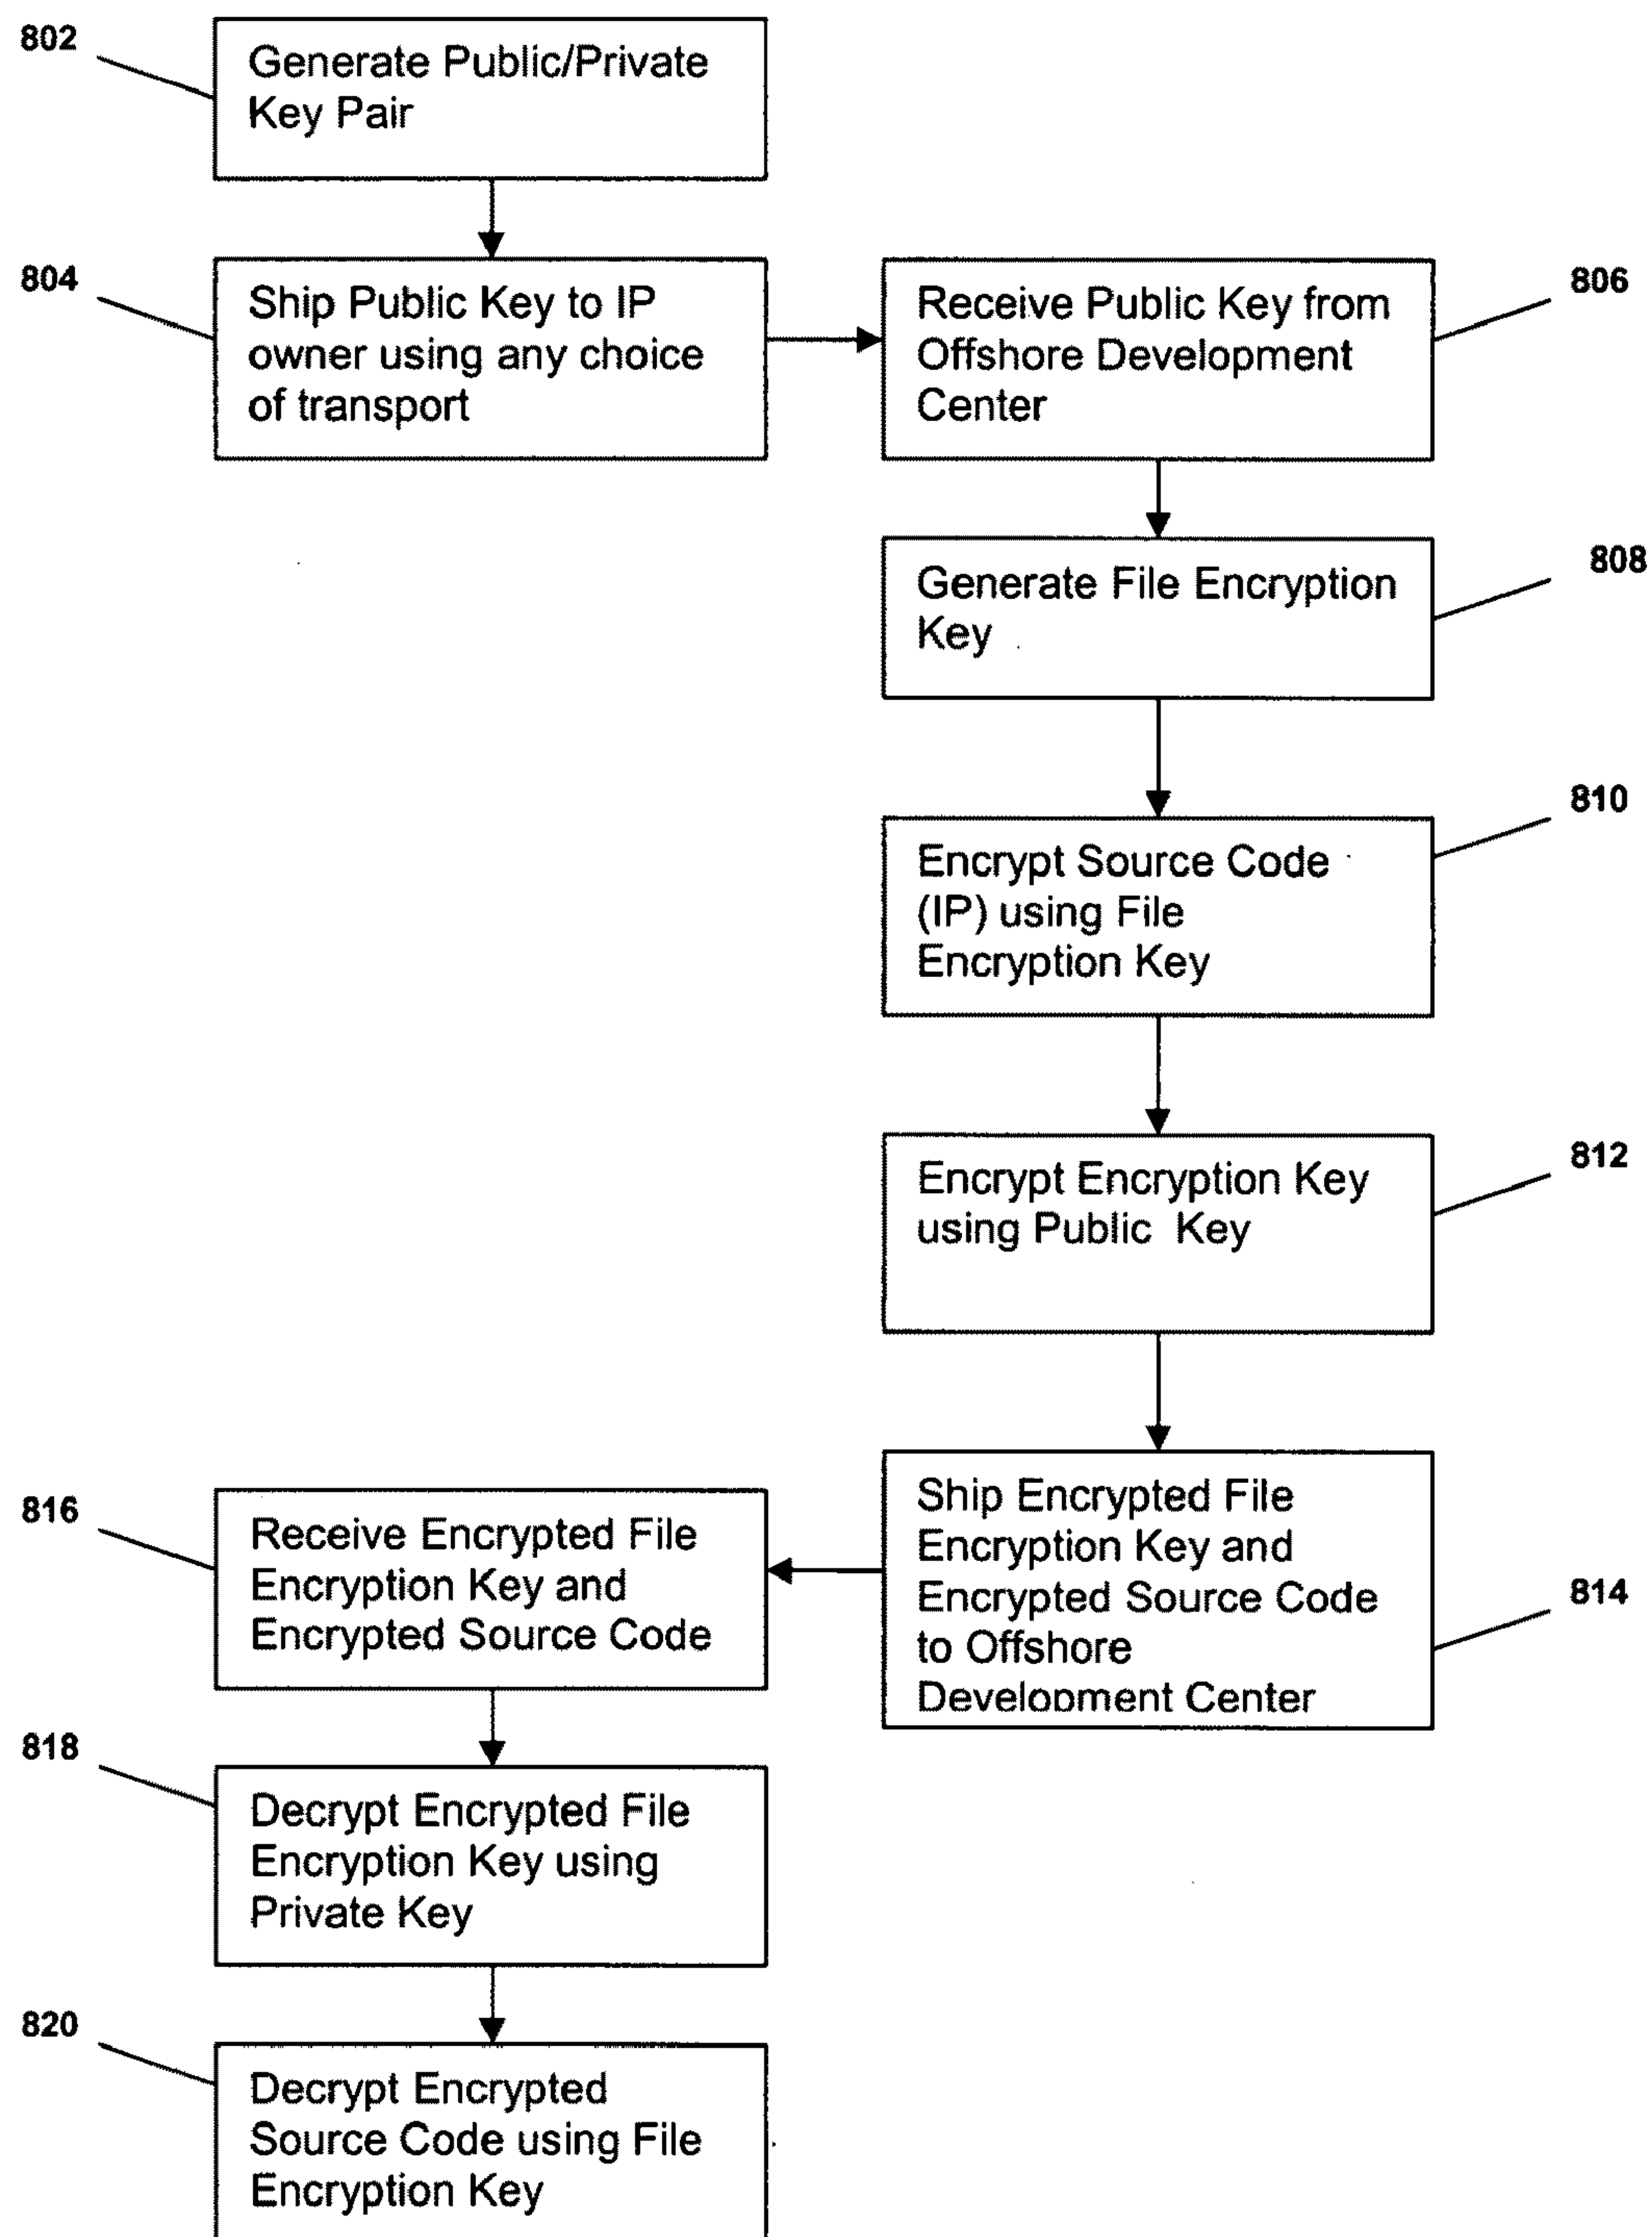 802
Generate Public/Private
Key Pair
804
Ship Public Key to IP
owner using any choice
of transport
806
Receive Public Key from
Offshore Development
Center
808
Generate File Encryption
Key
810
Encrypt Source Code
(IP) using File
Encryption Key
812
Encrypt Encryption Key
using Public Key
814
Ship Encrypted File
Encryption Key and
Encrypted Source Code
to Offshore
Development Center
816
Receive Encrypted File
Encryption Key and
Encrypted Source Code
818
Decrypt Encrypted File
Encryption Key using
Private Key
820
Decrypt Encrypted
Source Code using File
Encryption Key